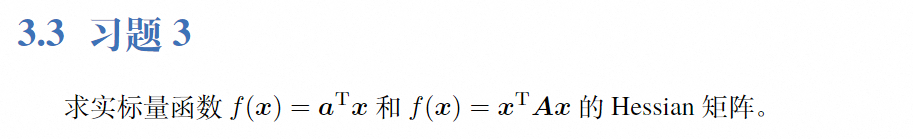 3.3 习题 3
求实标量函数 f(x) = aᵀx 和 f(x) = xᵀAx 的 Hessian 矩阵。